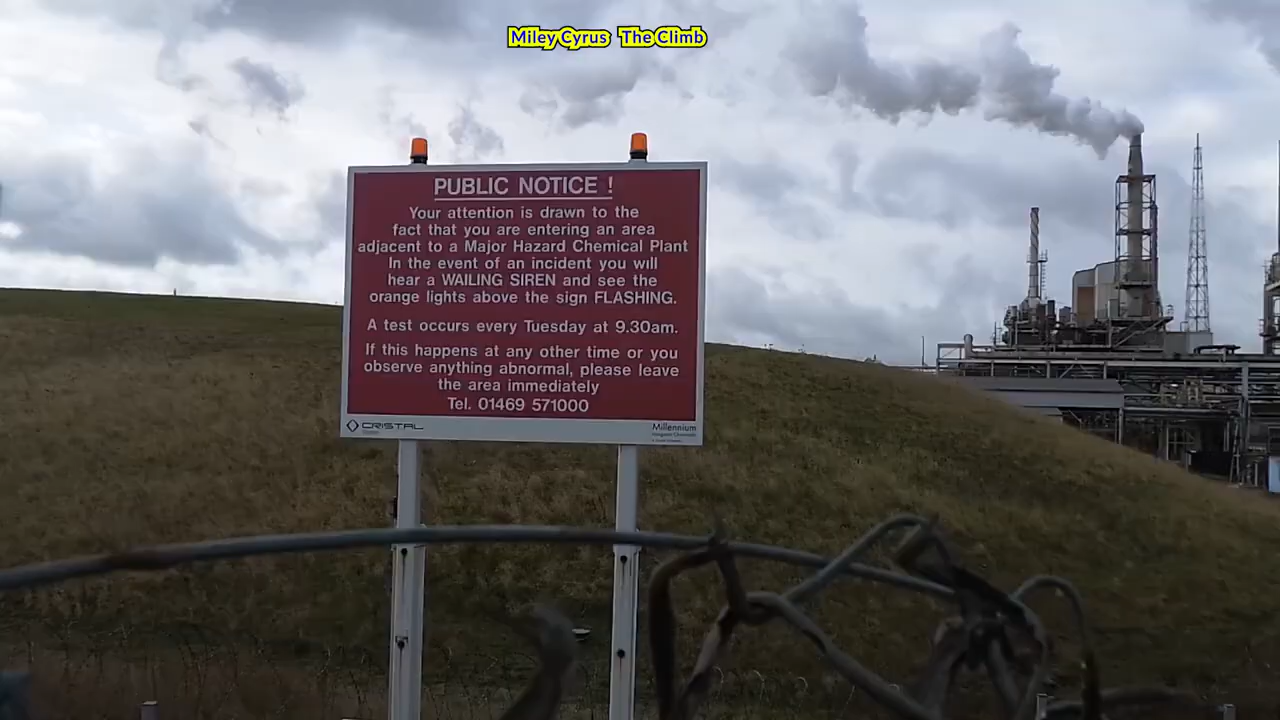 Miley Cyrus The Climb
PUBLIC NOTICE !
Your attention is drawn to the
fact that you are entering an area
adjacent to a Major Hazard Chemical Plant
In the event of an incident you will
hear a WAILING SIREN and see the
orange lights above the sign FLASHING.
A test occurs every Tuesday at 9.30am.
If this happens at any other time or you
observe anything abnormal, please leave
the area immediately
Tel. 01469 571000
CRISTAL
Millennium